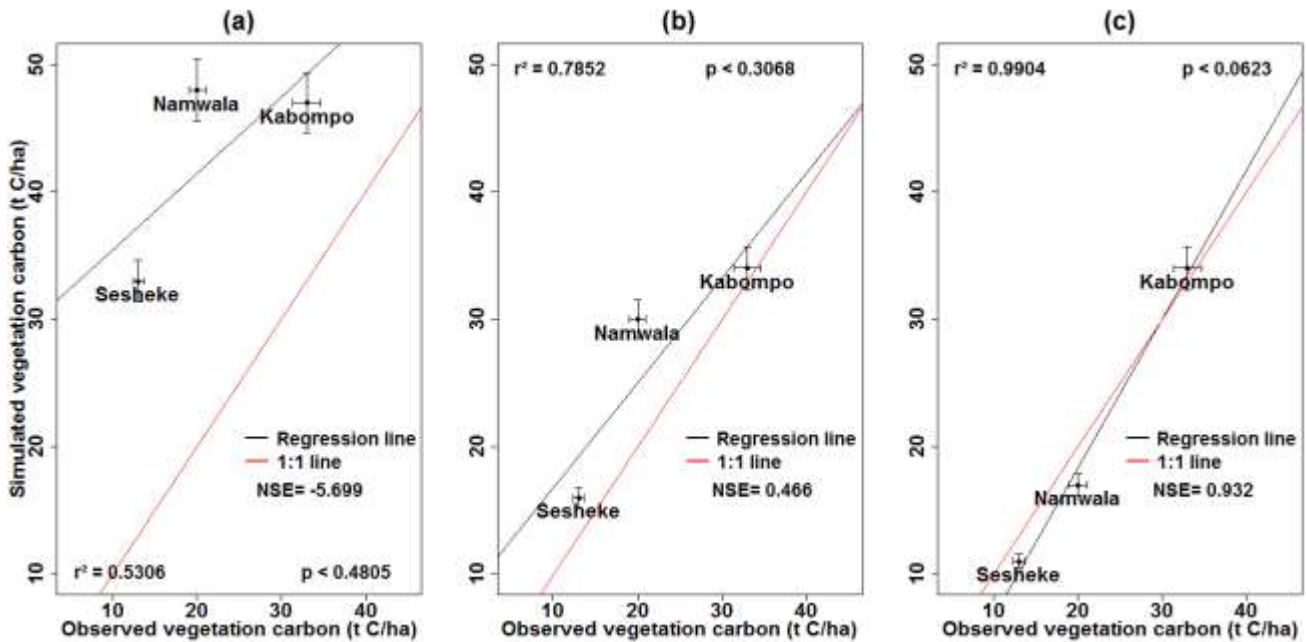 (a)
50
40
30
20
10
Simulated vegetation carbon (t C/ha)
Namwala
Kabompo
Sesheke
Regression line
1:1 line
NSE= -5.699
r² = 0.5306
p < 0.4805
10
20
30
40
Observed vegetation carbon (t C/ha)
(b)
r² = 0.7852
p < 0.3068
50
40
30
20
10
Kabompo
Namwala
Sesheke
Regression line
1:1 line
NSE= 0.466
10
20
30
40
Observed vegetation carbon (t C/ha)
(c)
r² = 0.9904
p < 0.0623
50
40
30
20
10
Kabompo
Namwala
Sesheke
Regression line
1:1 line
NSE= 0.932
10
20
30
40
Observed vegetation carbon (t C/ha)